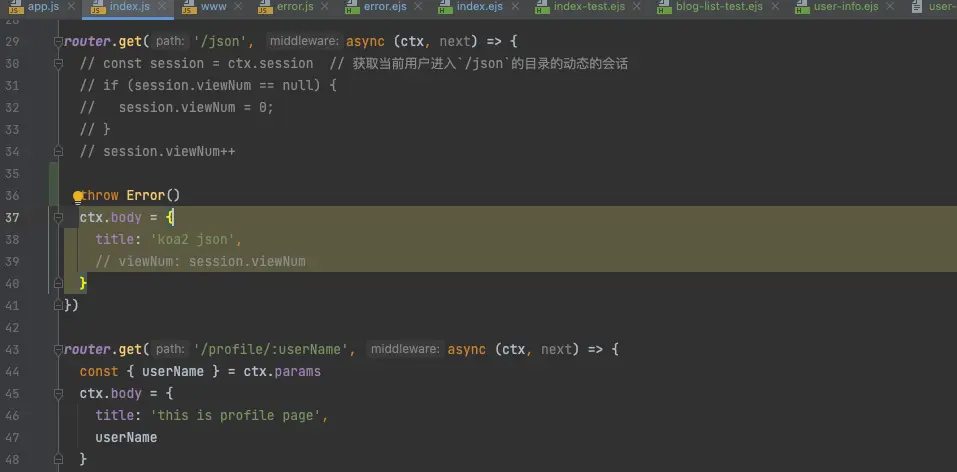 app.js index.js www error.js error.ejs index.ejs index-test.ejs blog-list-test.ejs user-info.ejs user-
28
29 router.get( path: '/json', middleware: async (ctx, next) => {
30 // const session = ctx.session // 获取当前用户进入`/json`的目录的动态的会话
31 // if (session.viewNum == null) {
32 // session.viewNum = 0;
33 // }
34 // session.viewNum++
35
36 throw Error()
37 ctx.body = {
38 title: 'koa2 json',
39 // viewNum: session.viewNum
40 }
41 })
42
43 router.get( path: '/profile/:userName', middleware: async (ctx, next) => {
44 const { userName } = ctx.params
45 ctx.body = {
46 title: 'this is profile page',
47 userName
48 }